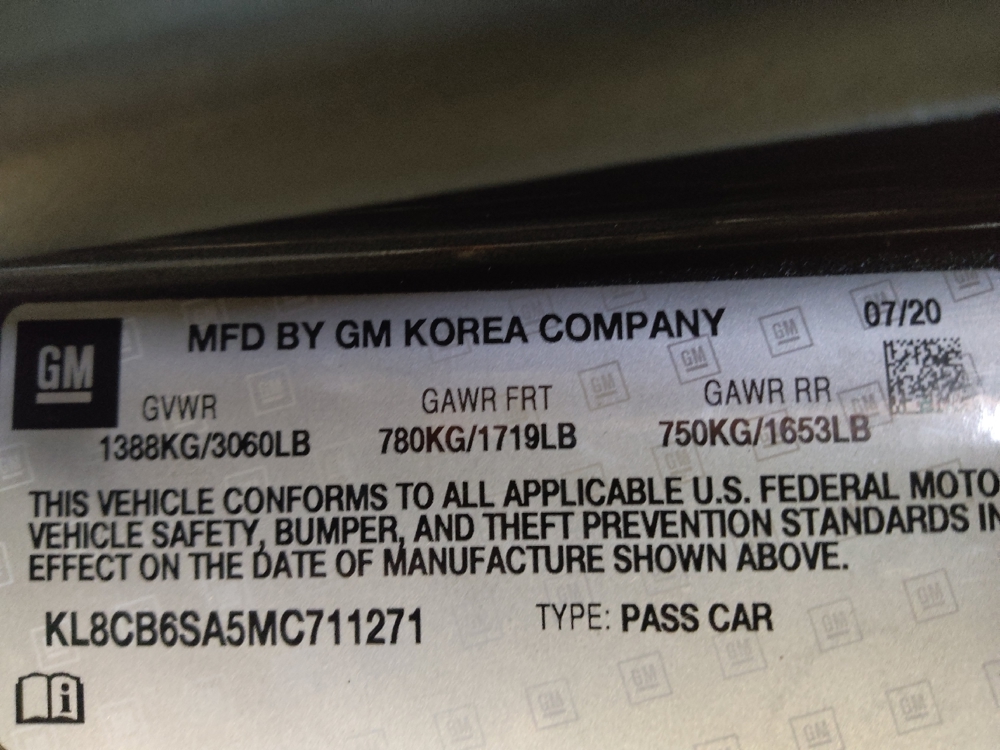 GM
MFD BY GM KOREA COMPANY
07/20
GVWR
GAWR FRT
GAWR RR
1388KG/3060LB
780KG/1719LB
750KG/1653LB
THIS VEHICLE CONFORMS TO ALL APPLICABLE U.S. FEDERAL MOTO
VEHICLE SAFETY, BUMPER, AND THEFT PREVENTION STANDARDS IN
EFFECT ON THE DATE OF MANUFACTURE SHOWN ABOVE.
KL8CB6SA5MC711271
TYPE: PASS CAR